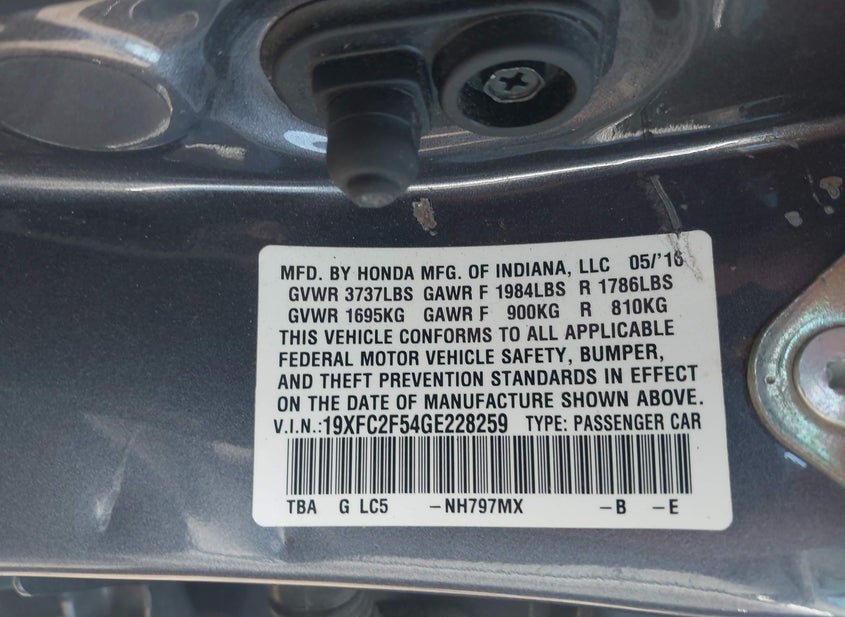 MFD. BY HONDA MFG. OF INDIANA, LLC 05/'16
GVWR 3737LBS GAWR F 1984LBS R 1786LBS
GVWR 1695KG GAWR F 900KG R 810KG
THIS VEHICLE CONFORMS TO ALL APPLICABLE
FEDERAL MOTOR VEHICLE SAFETY, BUMPER,
AND THEFT PREVENTION STANDARDS IN EFFECT
ON THE DATE OF MANUFACTURE SHOWN ABOVE.
V.I.N.:19XFC2F54GE228259 TYPE: PASSENGER CAR
TBA G LC5 –NH797MX –B –E